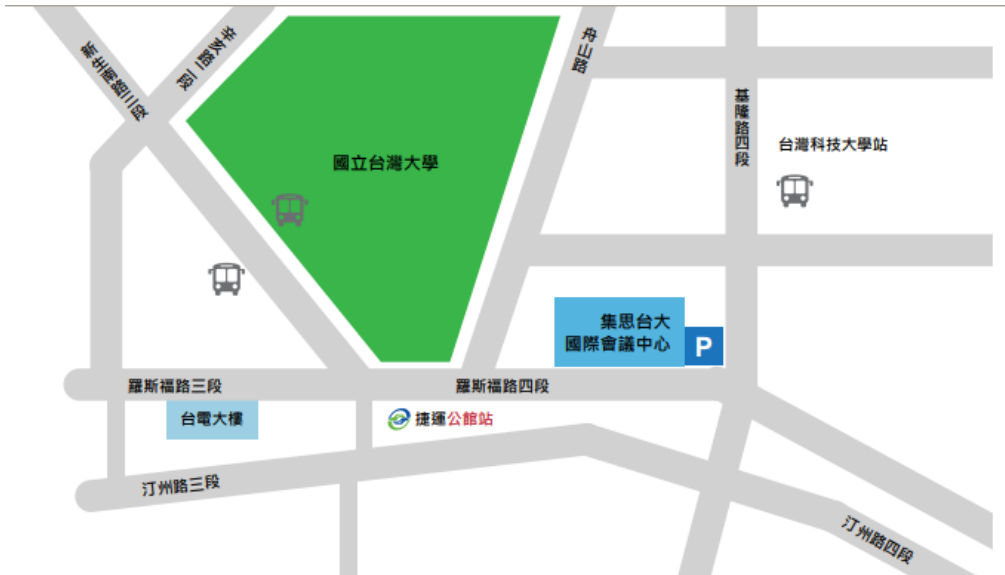 新生南路三段
辛亥路一段
舟山路
基隆路四段
國立台灣大學
台灣科技大學站
集思台大
國際會議中心
P
羅斯福路三段
羅斯福路四段
台電大樓
捷運公館站
汀州路三段
汀州路四段